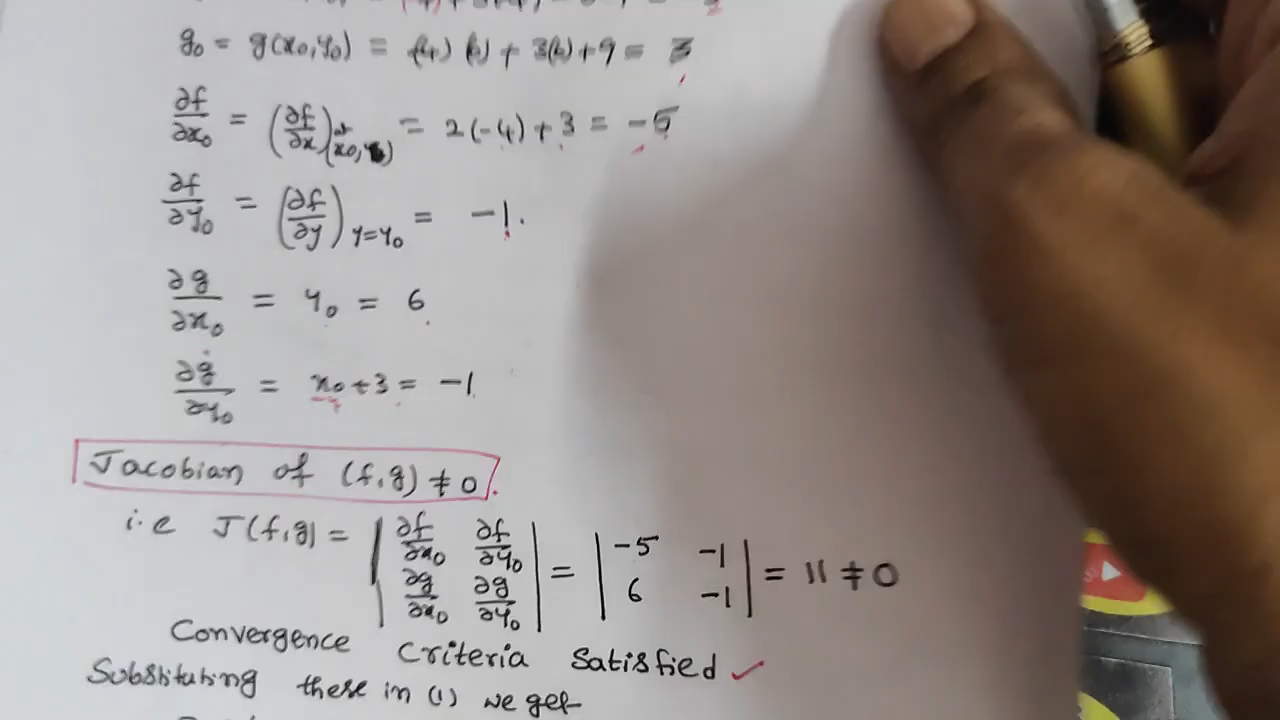 g₀ = g(x₀,y₀) = (-4)(6) + 3(6) + 9 = 3
∂f/∂x₀ = (∂f/∂x) at (x₀,y₀) = 2(-4) + 3 = -5
∂f/∂y₀ = (∂f/∂y) y=y₀ = -1.
∂g/∂x₀ = y₀ = 6
∂g/∂y₀ = x₀+3 = -1
Jacobian of (f,g) ≠ 0.
i.e J(f,g) = | ∂f/∂x₀ ∂f/∂y₀ ; ∂g/∂x₀ ∂g/∂y₀ | = | -5 -1 ; 6 -1 | = 11 ≠ 0
Convergence Criteria Satisfied ✓
Substituting these in (1) we get